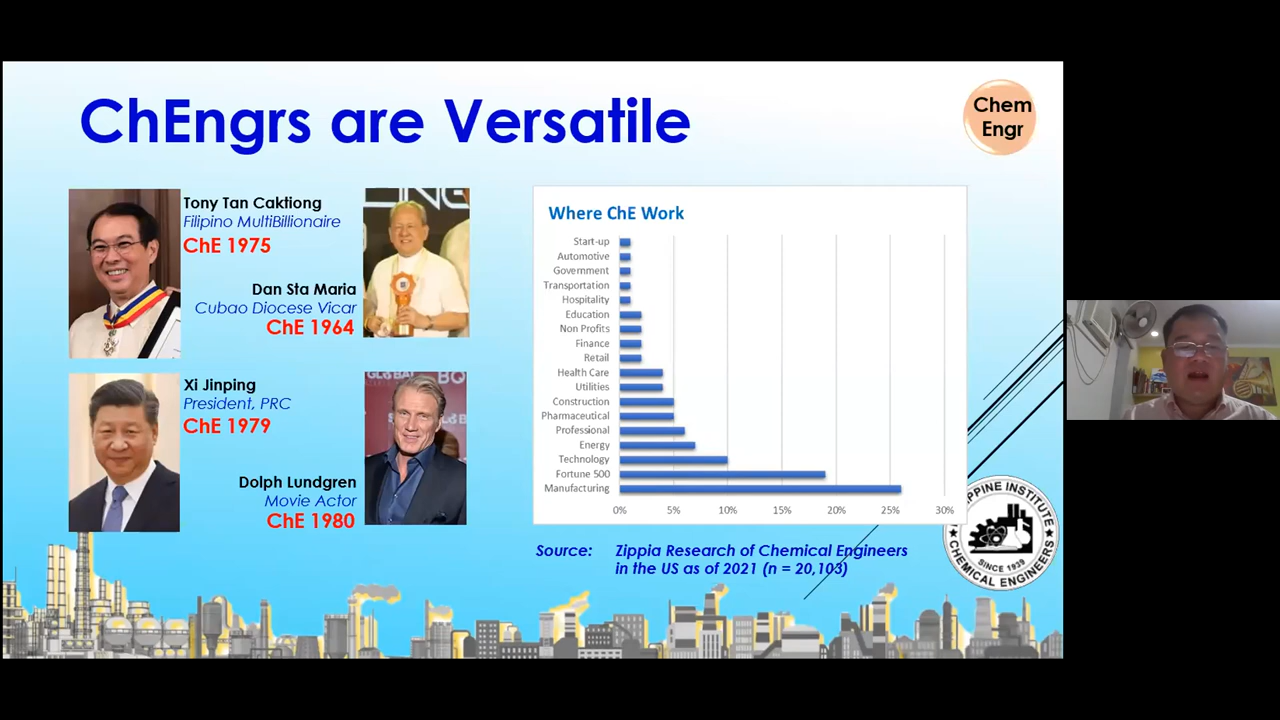 ChEngrs are Versatile
Chem
Engr
Tony Tan Caktiong
Filipino MultiBillionaire
ChE 1975
Dan Sta Maria
Cubao Diocese Vicar
ChE 1964
Xi Jinping
President, PRC
ChE 1979
Dolph Lundgren
Movie Actor
ChE 1980
Where ChE Work
Start-up
Automotive
Government
Transportation
Hospitality
Education
Non Profits
Finance
Retail
Health Care
Utilities
Construction
Pharmaceutical
Professional
Energy
Technology
Fortune 500
Manufacturing
0% 5% 10% 15% 20% 25% 30%
Source: Zippia Research of Chemical Engineers
in the US as of 2021 (n = 20,103)
PPINE INSTITUTE
CHEMICAL ENGINEERS
SINCE 1939